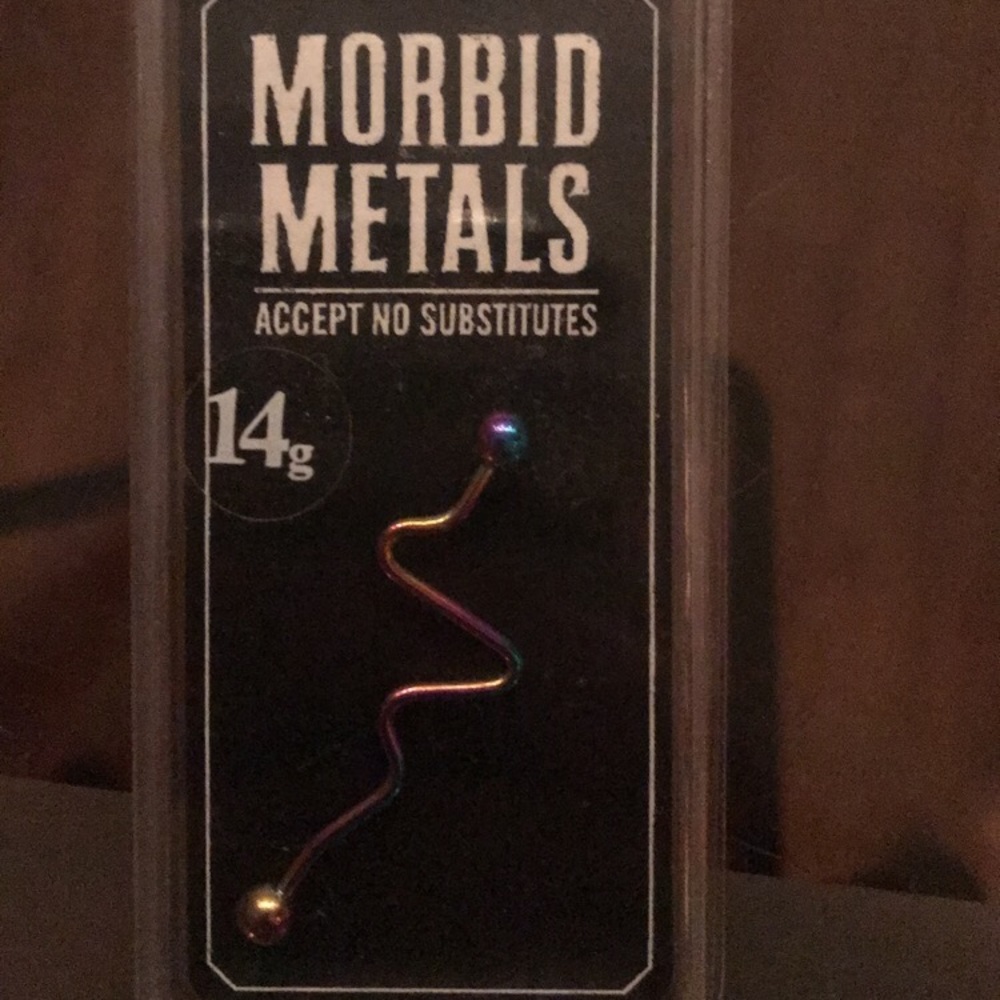 MORBID
METALS
ACCEPT NO SUBSTITUTES
14g